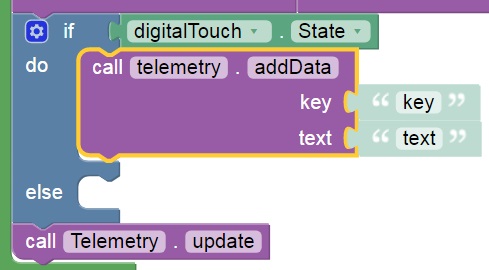 if digitalTouch . State
do call telemetry . addData
key “ key ”
text “ text ”
else
call Telemetry . update